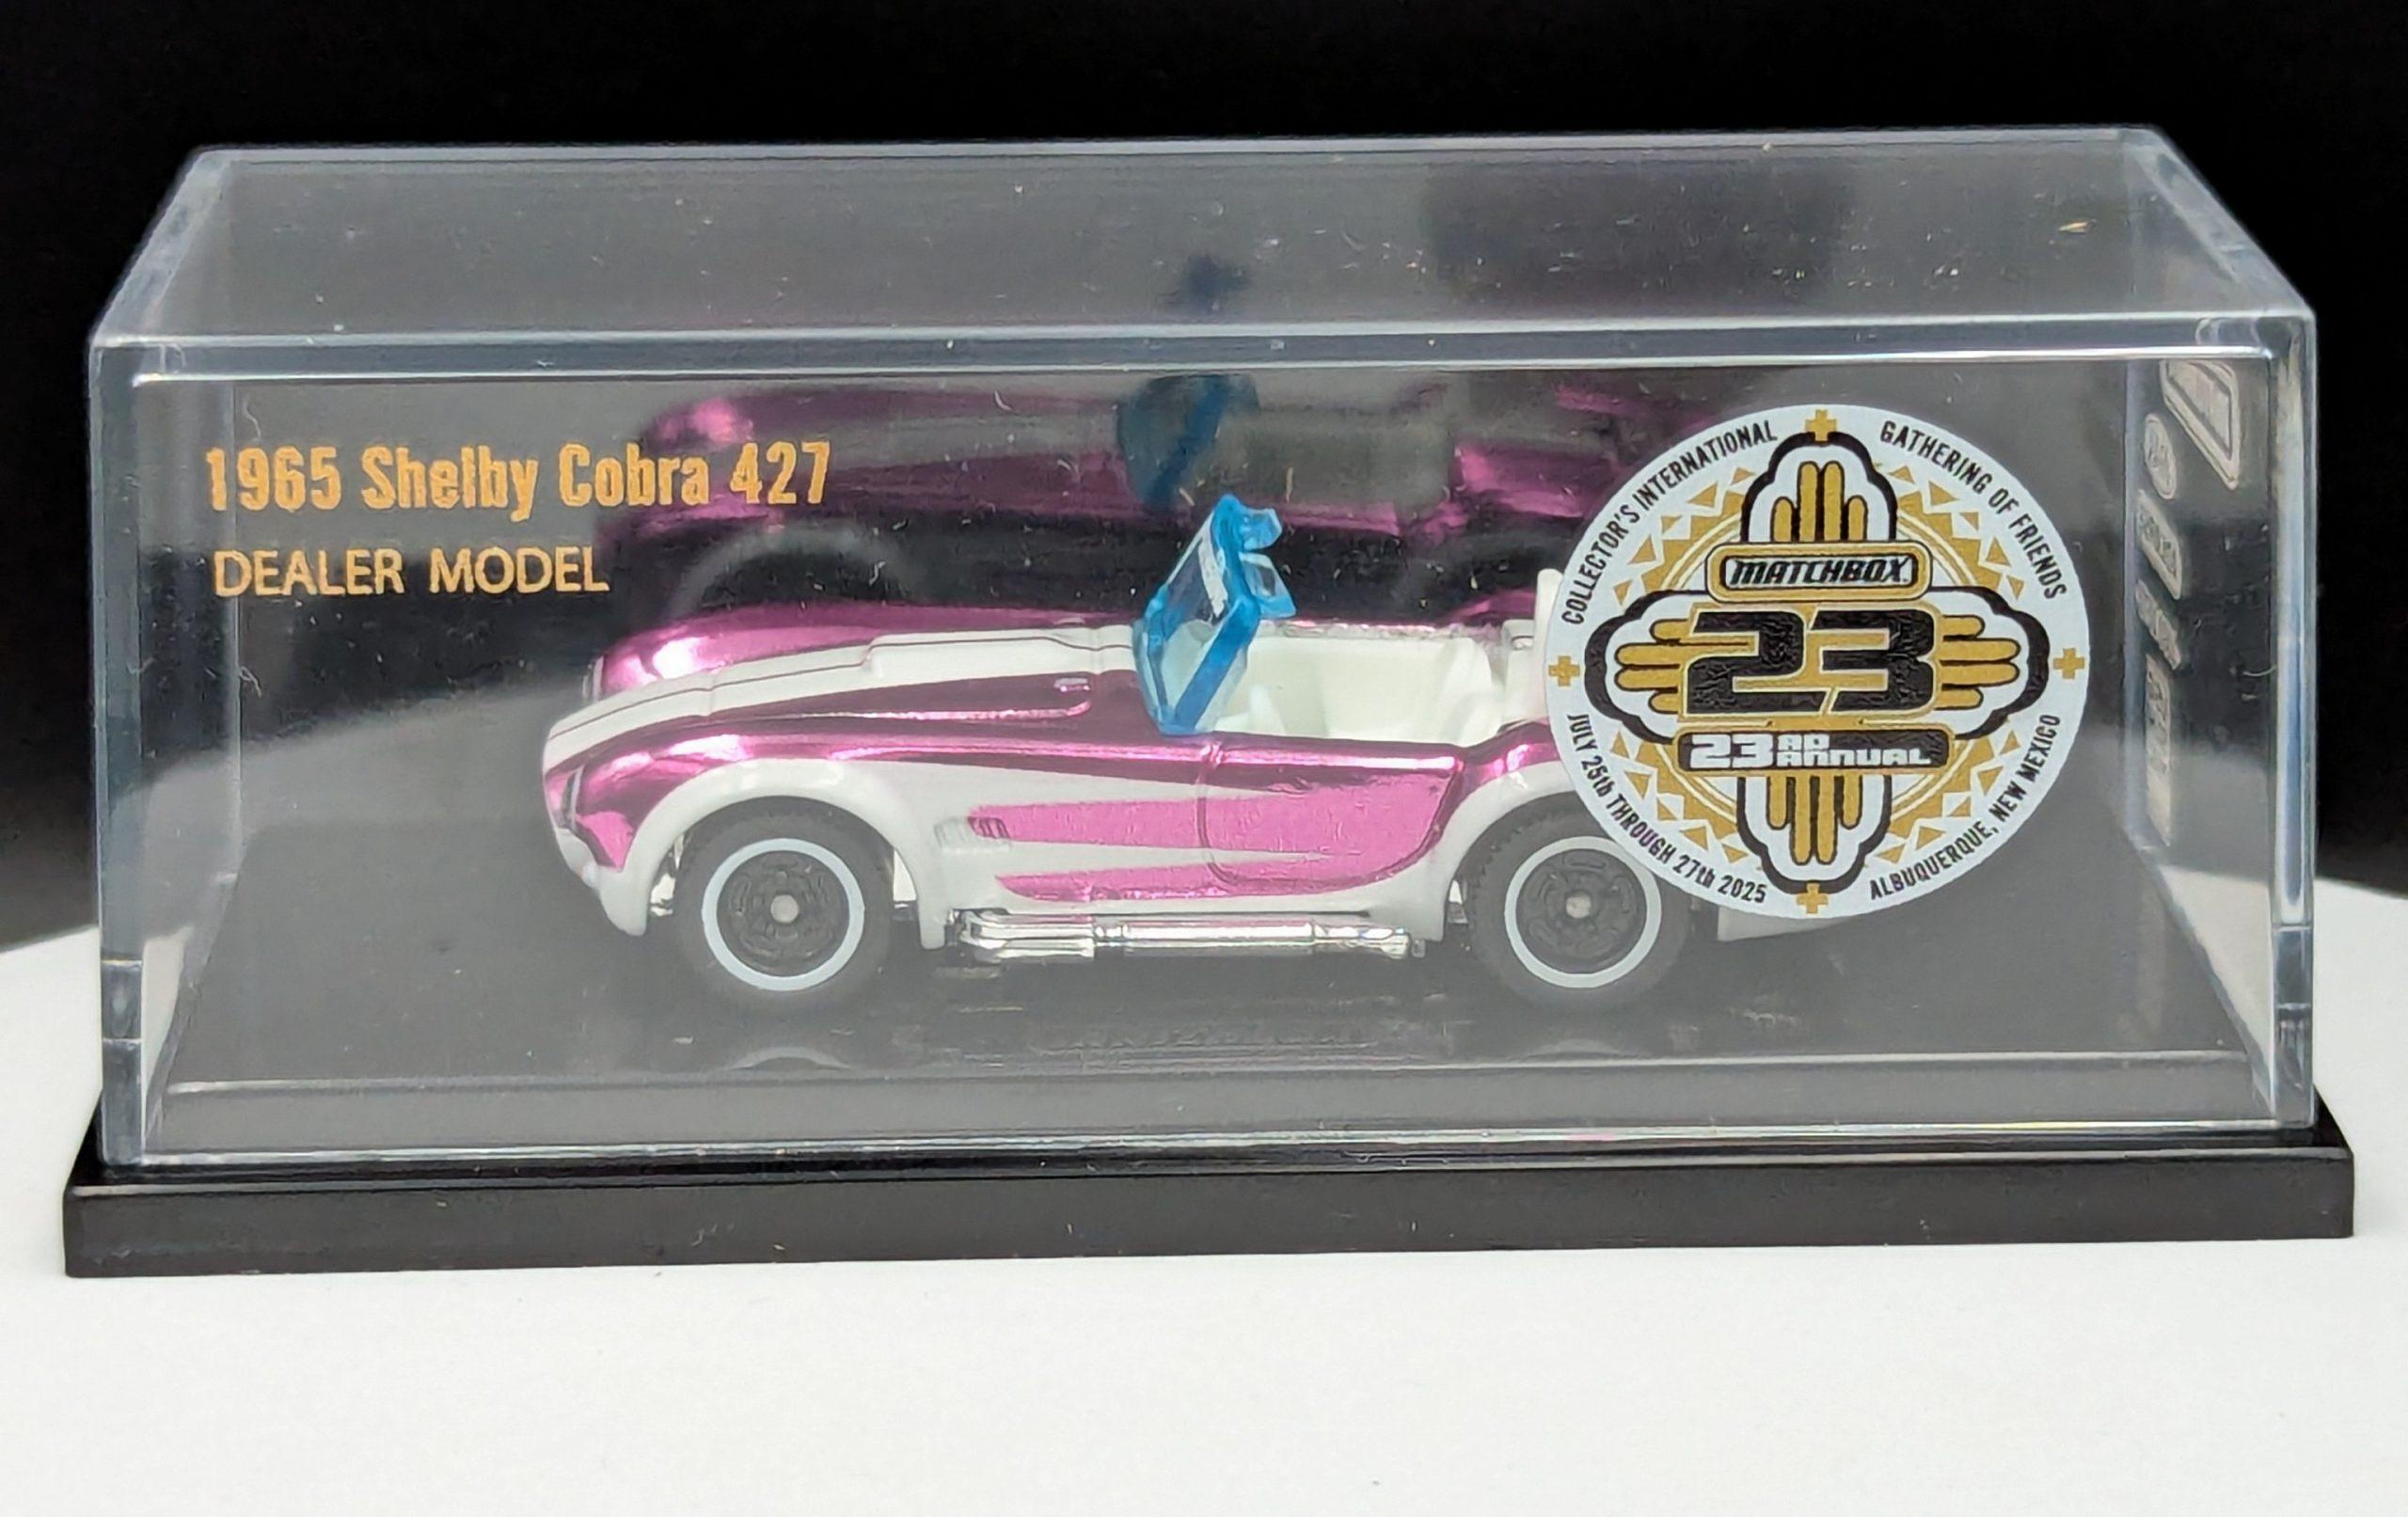 1965 Shelby Cobra 427
DEALER MODEL
COLLECTOR'S INTERNATIONAL
GATHERING OF FRIENDS
MATCHBOX
23
23RD ANNUAL
JULY 25th THROUGH 27th 2025
ALBUQUERQUE, NEW MEXICO